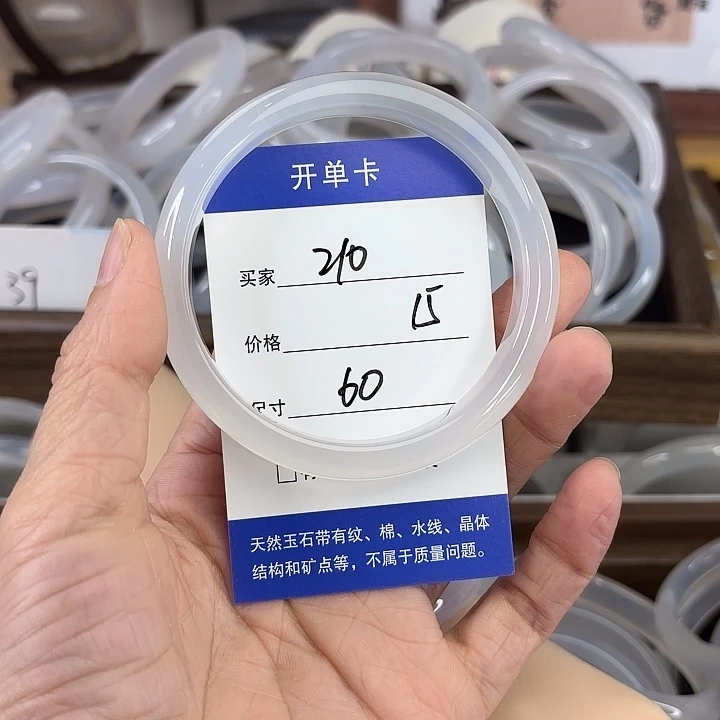 开单卡
买家 210
价格
尺寸 60
天然玉石带有纹、棉、水线、晶体
结构和矿点等，不属于质量问题。
39